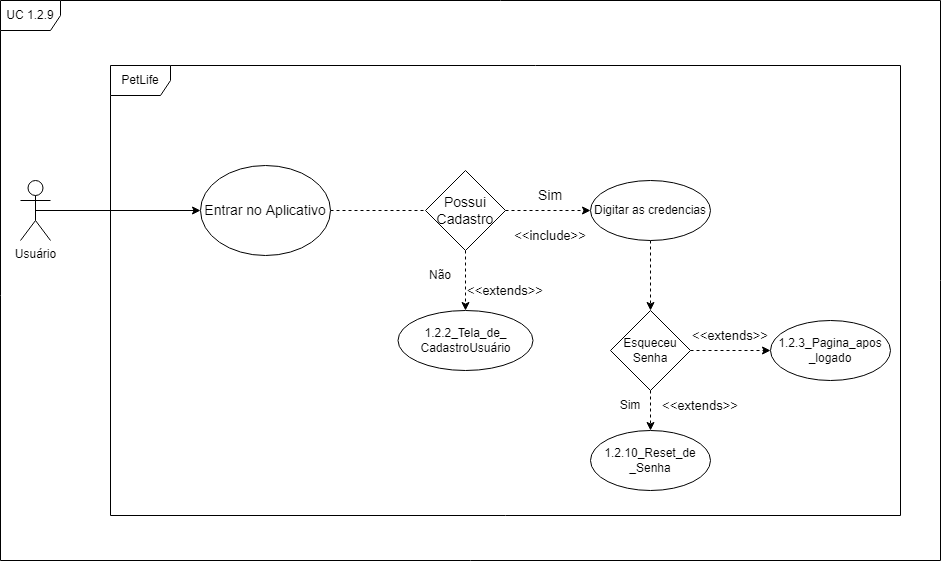 UC 1.2.9
PetLife
Usuário
Entrar no Aplicativo
Possui
Cadastro
Sim
<<include>>
Digitar as credencias
Não
<<extends>>
1.2.2_Tela_de_
CadastroUsuário
Esqueceu
Senha
<<extends>>
1.2.3_Pagina_apos
_logado
Sim
<<extends>>
1.2.10_Reset_de
_Senha